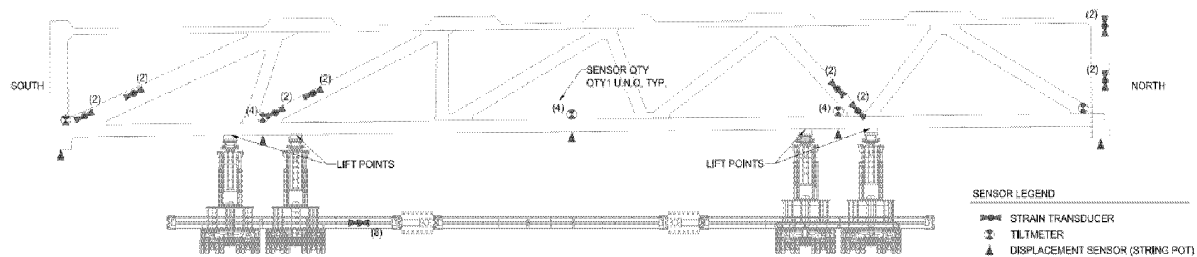 (2)
(2)
(2)
(2)
SENSOR QTY
QTY1 U.N.O, TYP.
(2)
(2)
SOUTH
NORTH
(2)
(4)
(2)
(4)
(4)
(2)
LIFT POINTS
LIFT POINTS
SENSOR LEGEND
STRAIN TRANSDUCER
(8)
TILTMETER
DISPLACEMENT SENSOR (STRING POT)